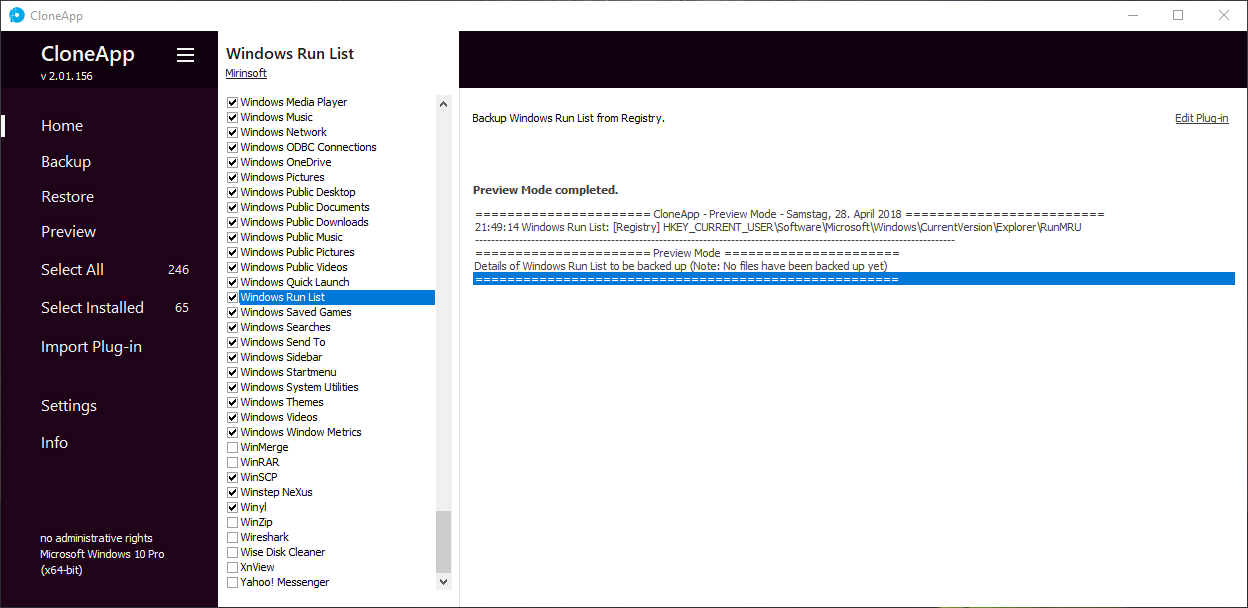 CloneApp
CloneApp
v 2.01.156
Home
Backup
Restore
Preview
Select All 246
Select Installed 65
Import Plug-in
Settings
Info
no administrative rights
Microsoft Windows 10 Pro
(x64-bit)
Windows Run List
Mirinsoft
Windows Media Player
Windows Music
Windows Network
Windows ODBC Connections
Windows OneDrive
Windows Pictures
Windows Public Desktop
Windows Public Documents
Windows Public Downloads
Windows Public Music
Windows Public Pictures
Windows Public Videos
Windows Quick Launch
Windows Run List
Windows Saved Games
Windows Searches
Windows Send To
Windows Sidebar
Windows Startmenu
Windows System Utilities
Windows Themes
Windows Videos
Windows Window Metrics
WinMerge
WinRAR
WinSCP
Winstep NeXus
Winyl
WinZip
Wireshark
Wise Disk Cleaner
XnView
Yahoo! Messenger
Backup Windows Run List from Registry.
Edit Plug-in
Preview Mode completed.
====================== CloneApp - Preview Mode - Samstag, 28. April 2018 =========================
21:49:14 Windows Run List: [Registry] HKEY_CURRENT_USER\Software\Microsoft\Windows\CurrentVersion\Explorer\RunMRU
------------------------------------------------------------------------------------------------------------------------
====================== Preview Mode ======================
Details of Windows Run List to be backed up (Note: No files have been backed up yet)
=====================================================